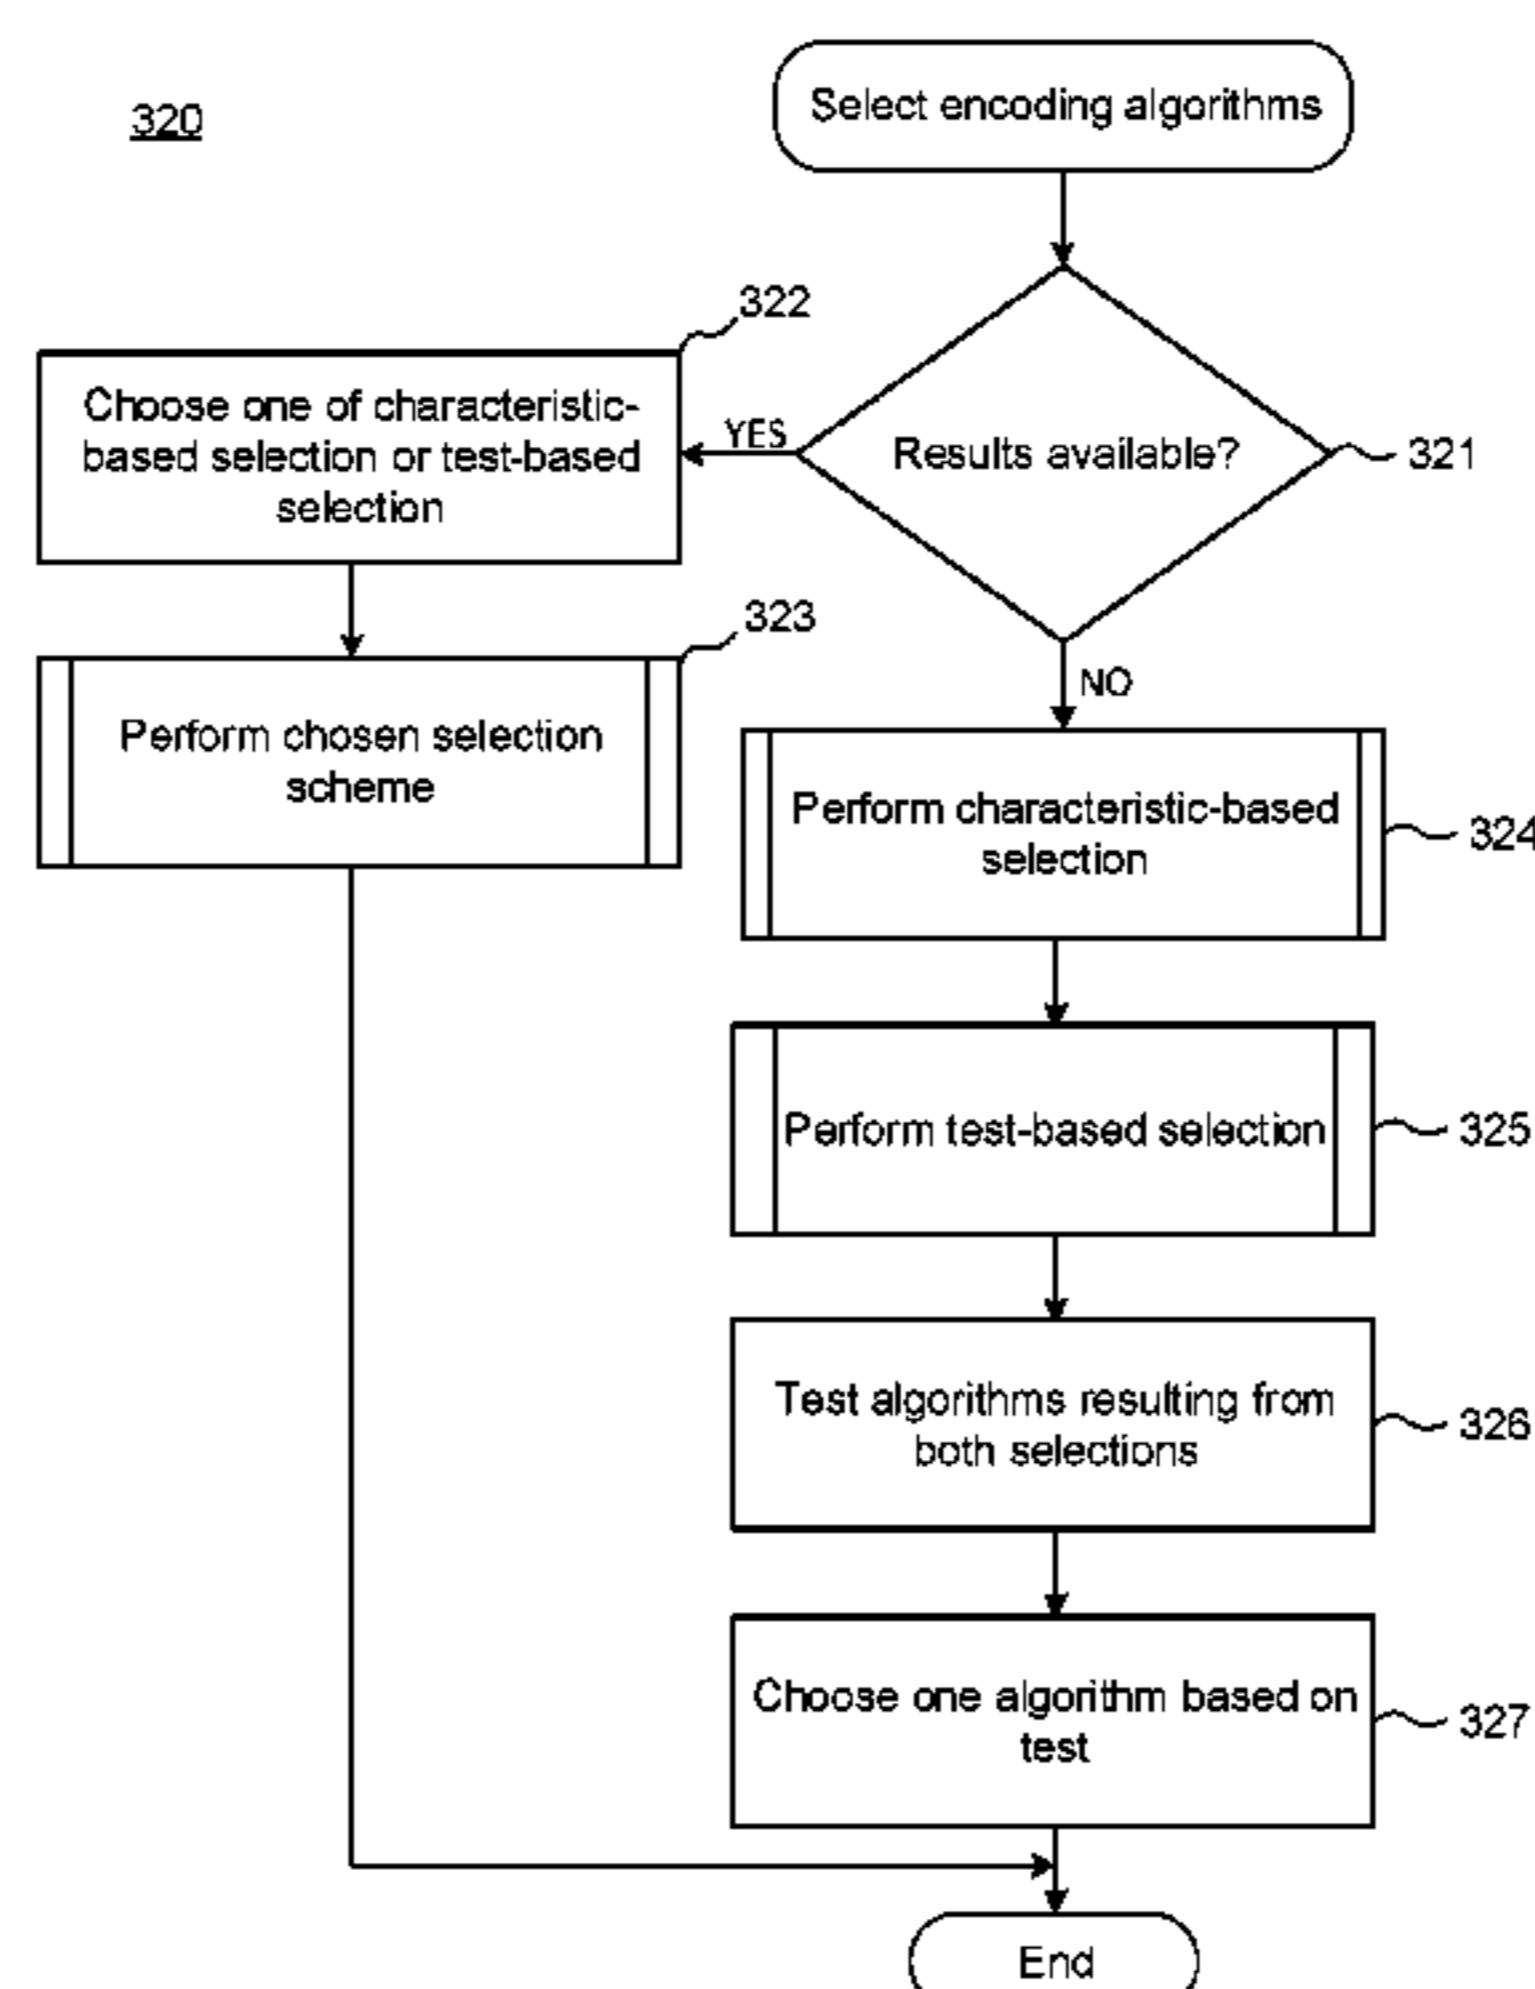 320
Select encoding algorithms
322
Choose one of characteristic-
based selection or test-based
selection
YES
Results available?
321
323
Perform chosen selection
scheme
NO
Perform characteristic-based
selection
324
Perform test-based selection
325
Test algorithms resulting from
both selections
326
Choose one algorithm based on
test
327
End